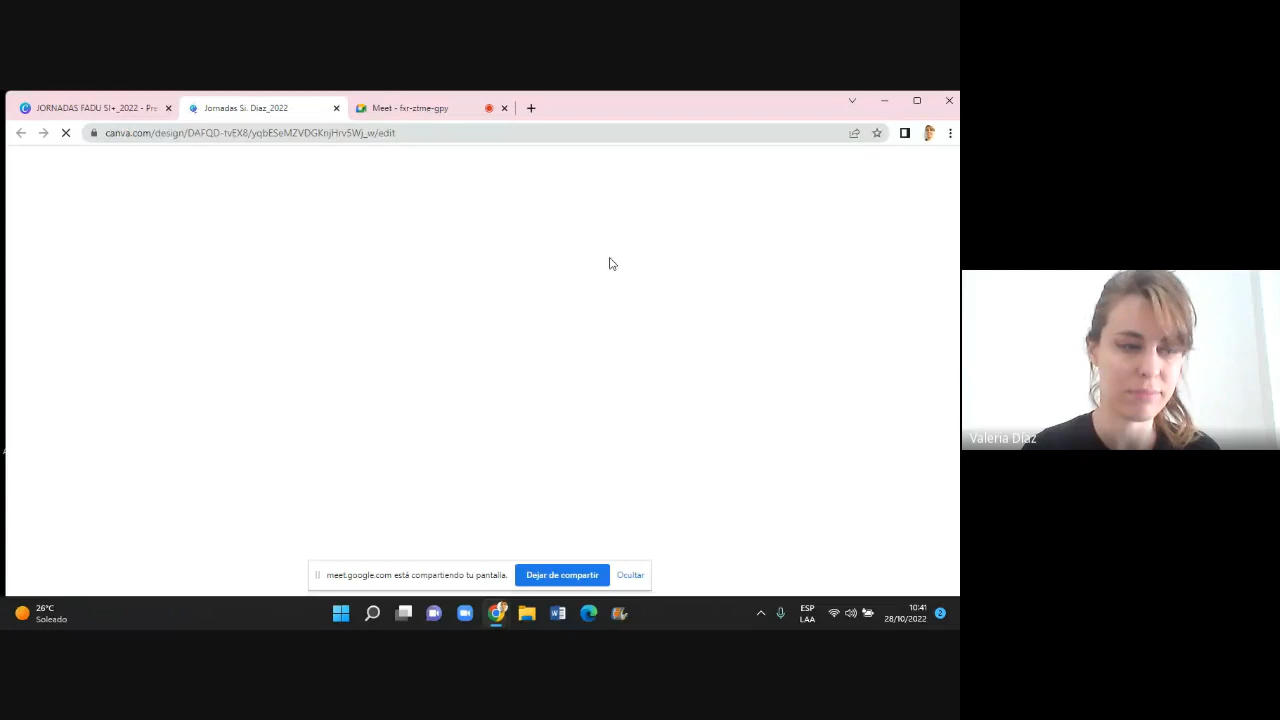 JORNADAS FADU SI+_2022 - Pre
Jornadas Si. Diaz_2022
Meet - fxr-ztme-gpy
canva.com/design/DAFQD-tvEX8/yqbESeMZVDGKnjHrv5Wj_w/edit
Valeria Díaz
meet.google.com está compartiendo tu pantalla.
Dejar de compartir
Ocultar
26°C
Soleado
ESP
LAA
10:41
28/10/2022
2